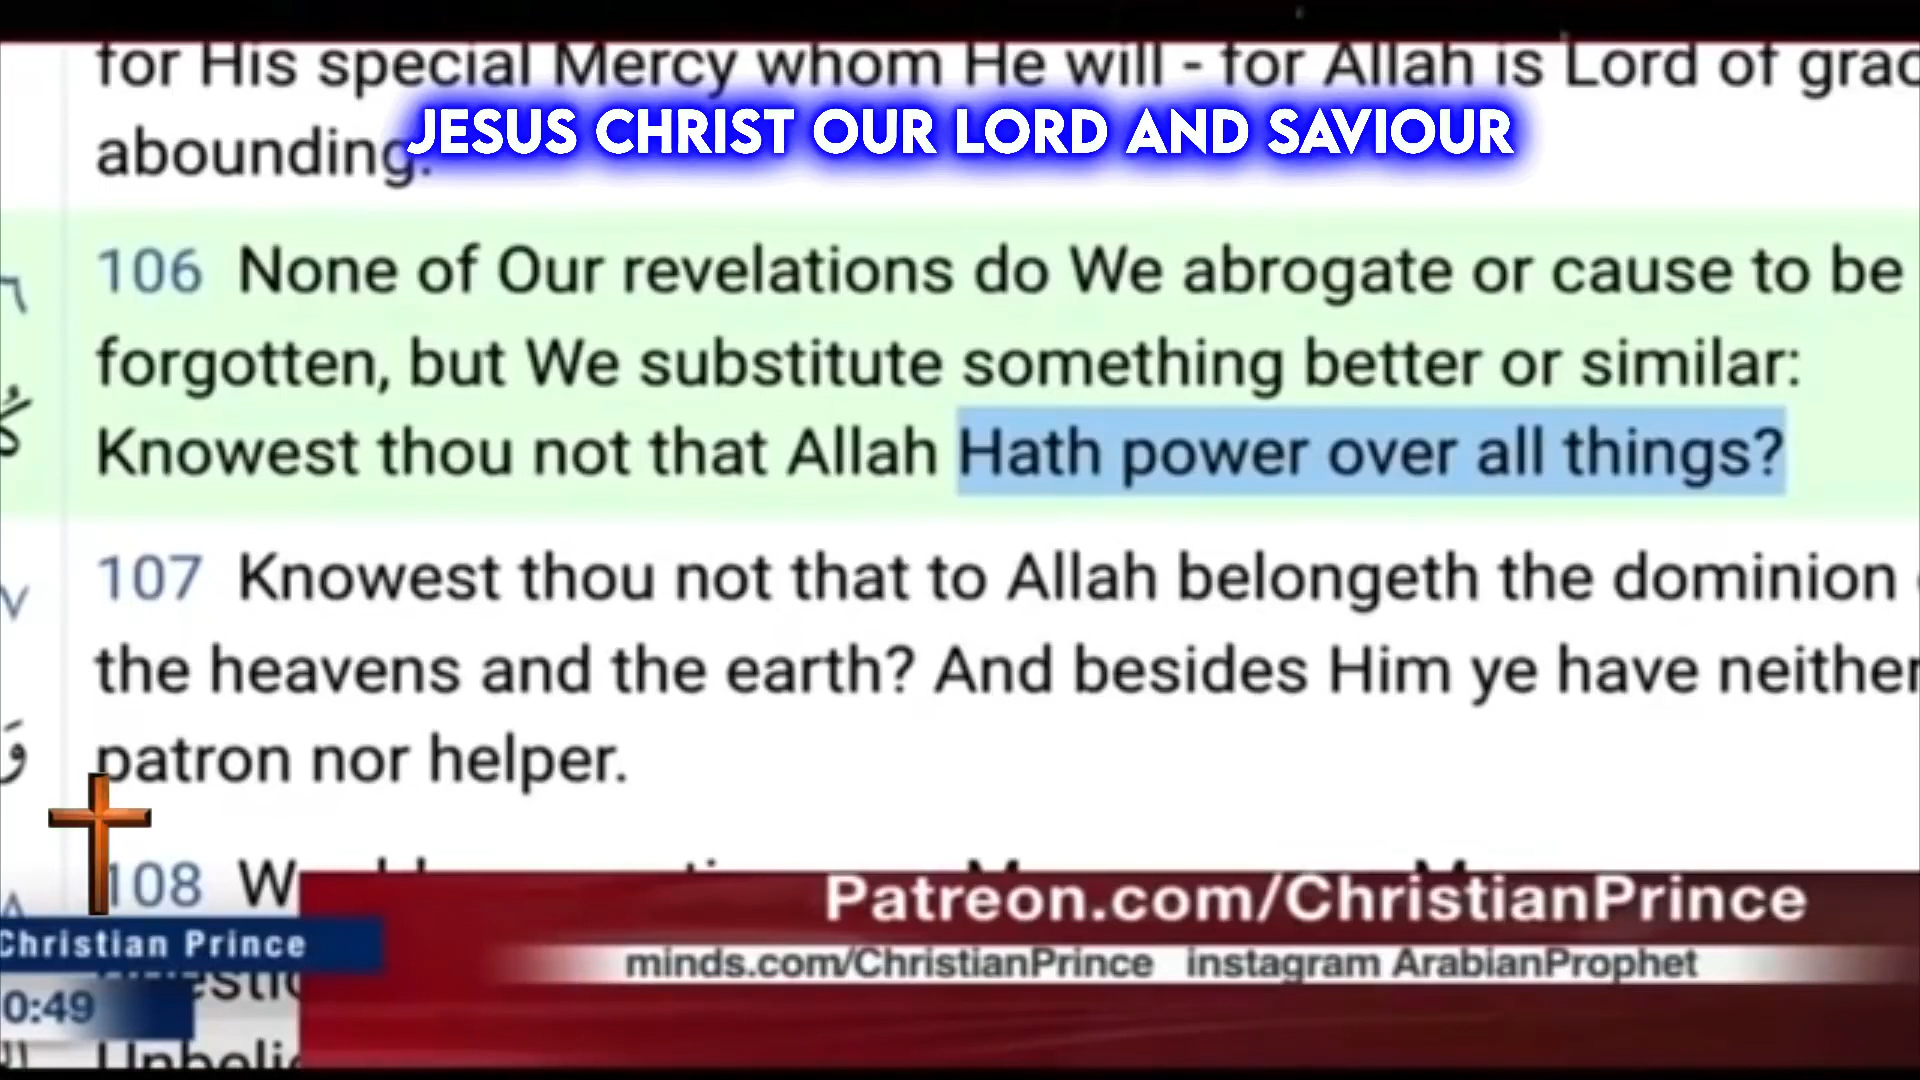 for His special Mercy whom He will - for Allah is Lord of grac
JESUS CHRIST OUR LORD AND SAVIOUR
abounding.
106 None of Our revelations do We abrogate or cause to be
forgotten, but We substitute something better or similar:
Knowest thou not that Allah Hath power over all things?
107 Knowest thou not that to Allah belongeth the dominion
the heavens and the earth? And besides Him ye have neither
patron nor helper.
108 W
Patreon.com/ChristianPrince
Christian Prince
minds.com/ChristianPrince instagram ArabianProphet
0:49